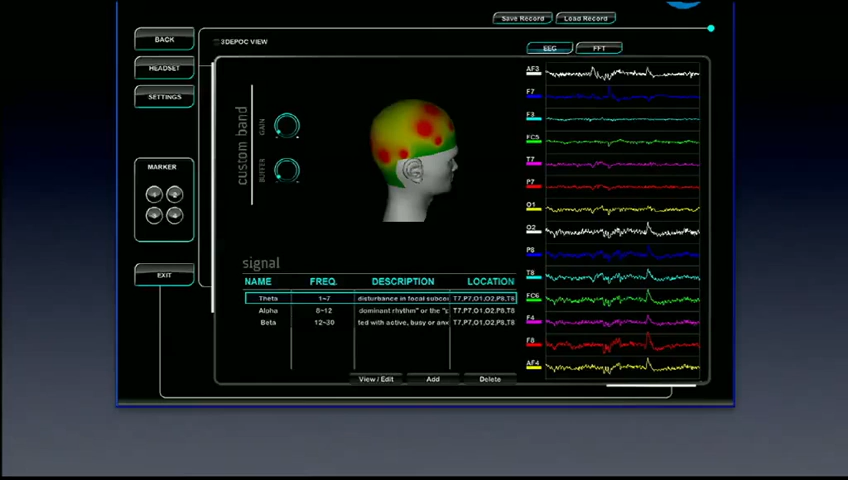 Save Record
Load Record
BACK
HEADSET
SETTINGS
3DEPOC VIEW
EEG
FFT
custom band
GAIN
BUFFER
MARKER
1
2
3
4
EXIT
AF3
F7
F3
FC5
T7
P7
O1
O2
P8
T8
FC6
F4
F8
AF4
signal
NAME FREQ. DESCRIPTION LOCATION
Theta 1~7 disturbance in focal subco T7,P7,O1,O2,P8,T8
Alpha 8~12 dominant rhythm" or the "p T7,P7,O1,O2,P8,T8
Beta 12~30 ted with active, busy or anx T7,P7,O1,O2,P8,T8
View / Edit
Add
Delete